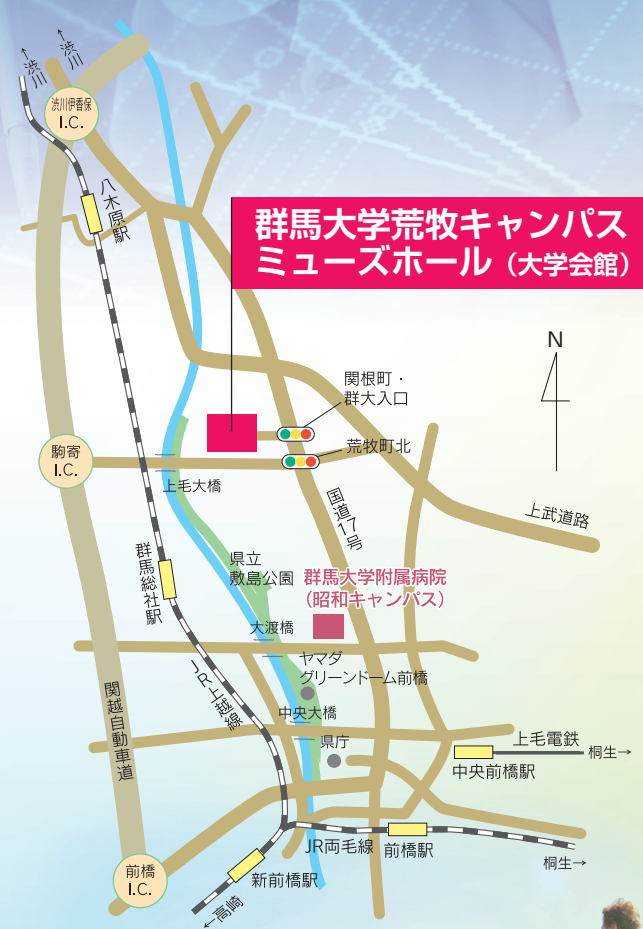 ←渋川
←渋川
渋川伊香保
I.C.
八木原駅
群馬大学荒牧キャンパス
ミューズホール（大学会館）
N
関根町・
群大入口
荒牧町北
駒寄
I.C.
上毛大橋
国道17号
上武道路
群馬総社駅
県立
敷島公園
群馬大学附属病院
（昭和キャンパス）
大渡橋
ヤマダ
グリーンドーム前橋
JR上越線
関越自動車道
中央大橋
県庁
上毛電鉄
桐生→
中央前橋駅
JR両毛線
前橋駅
桐生→
前橋
I.C.
新前橋駅
←高崎